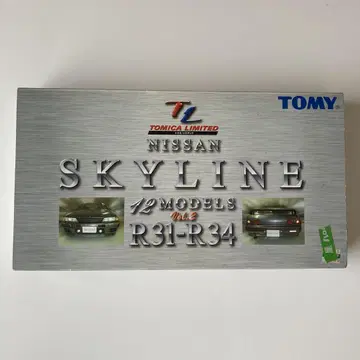 TL
TOMY
TOMICA LIMITED
NISSAN
SKYLINE
12 MODELS
Vol.2
R31-R34